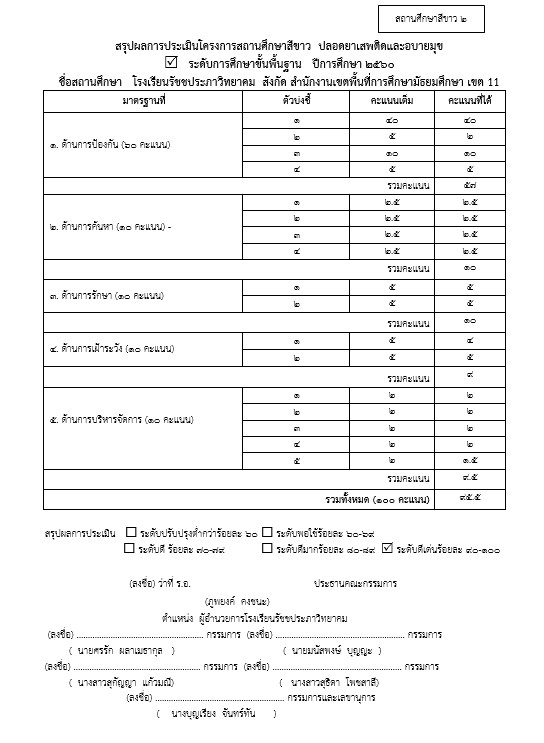 สถานศึกษาสีขาว ๒
สรุปผลการประเมินโครงการสถานศึกษาสีขาว ปลอดยาเสพติดและอบายมุข
☑ ระดับการศึกษาขั้นพื้นฐาน ปีการศึกษา ๒๕๖๐
ชื่อสถานศึกษา โรงเรียนรัชชประภาวิทยาคม สังกัด สำนักงานเขตพื้นที่การศึกษามัธยมศึกษา เขต 11
มาตรฐานที่ ตัวบ่งชี้ คะแนนเต็ม คะแนนที่ได้
๑. ด้านการป้องกัน (๖๐ คะแนน)
๑ ๔๐ ๔๐
๒ ๕ ๒
๓ ๑๐ ๑๐
๔ ๕ ๕
รวมคะแนน ๕๗
๒. ด้านการค้นหา (๑๐ คะแนน) -
๑ ๒.๕ ๒.๕
๒ ๒.๕ ๒.๕
๓ ๒.๕ ๒.๕
๔ ๒.๕ ๒.๕
รวมคะแนน ๑๐
๓. ด้านการรักษา (๑๐ คะแนน)
๑ ๕ ๕
๒ ๕ ๕
รวมคะแนน ๑๐
๔. ด้านการเฝ้าระวัง (๑๐ คะแนน)
๑ ๕ ๔
๒ ๕ ๕
รวมคะแนน ๙
๕. ด้านการบริหารจัดการ (๑๐ คะแนน)
๑ ๒ ๒
๒ ๒ ๒
๓ ๒ ๒
๔ ๒ ๒
๕ ๒ ๑.๕
รวมคะแนน ๙.๕
รวมทั้งหมด (๑๐๐ คะแนน) ๙๕.๕
สรุปผลการประเมิน ☐ ระดับปรับปรุงต่ำกว่าร้อยละ ๖๐ ☐ ระดับพอใช้ร้อยละ ๖๐-๖๙
☐ ระดับดี ร้อยละ ๗๐-๗๙ ☐ ระดับดีมากร้อยละ ๘๐-๘๙ ☑ ระดับดีเด่นร้อยละ ๙๐-๑๐๐
(ลงชื่อ) ว่าที่ ร.อ. ประธานคณะกรรมการ
(ภูพยงค์ คงชนะ)
ตำแหน่ง ผู้อำนวยการโรงเรียนรัชชประภาวิทยาคม
(ลงชื่อ) .................................................... กรรมการ (ลงชื่อ) .................................................... กรรมการ
( นายศรรัก ผลาเมธากุล ) ( นายมนัสพงษ์ บุญญะ )
(ลงชื่อ) .................................................... กรรมการ (ลงชื่อ) .................................................... กรรมการ
( นางสาวสุกัญญา แก้วมณี) ( นางสาวสุธิดา โพชสาลี)
(ลงชื่อ) .................................................... กรรมการและเลขานุการ
( นางบุญเรียง จันทร์ทัน )